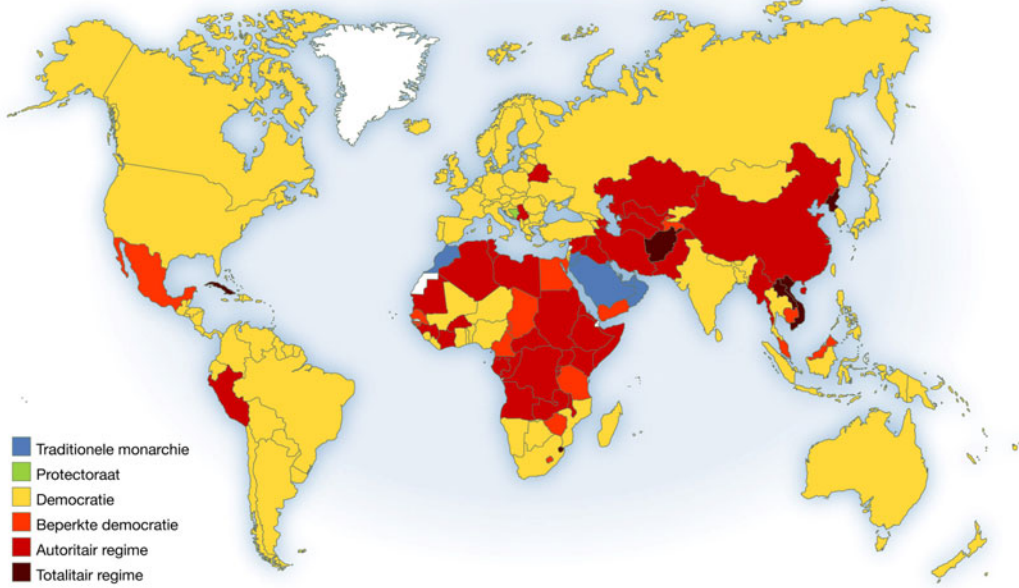 Traditionele monarchie
Protectoraat
Democratie
Beperkte democratie
Autoritair regime
Totalitair regime